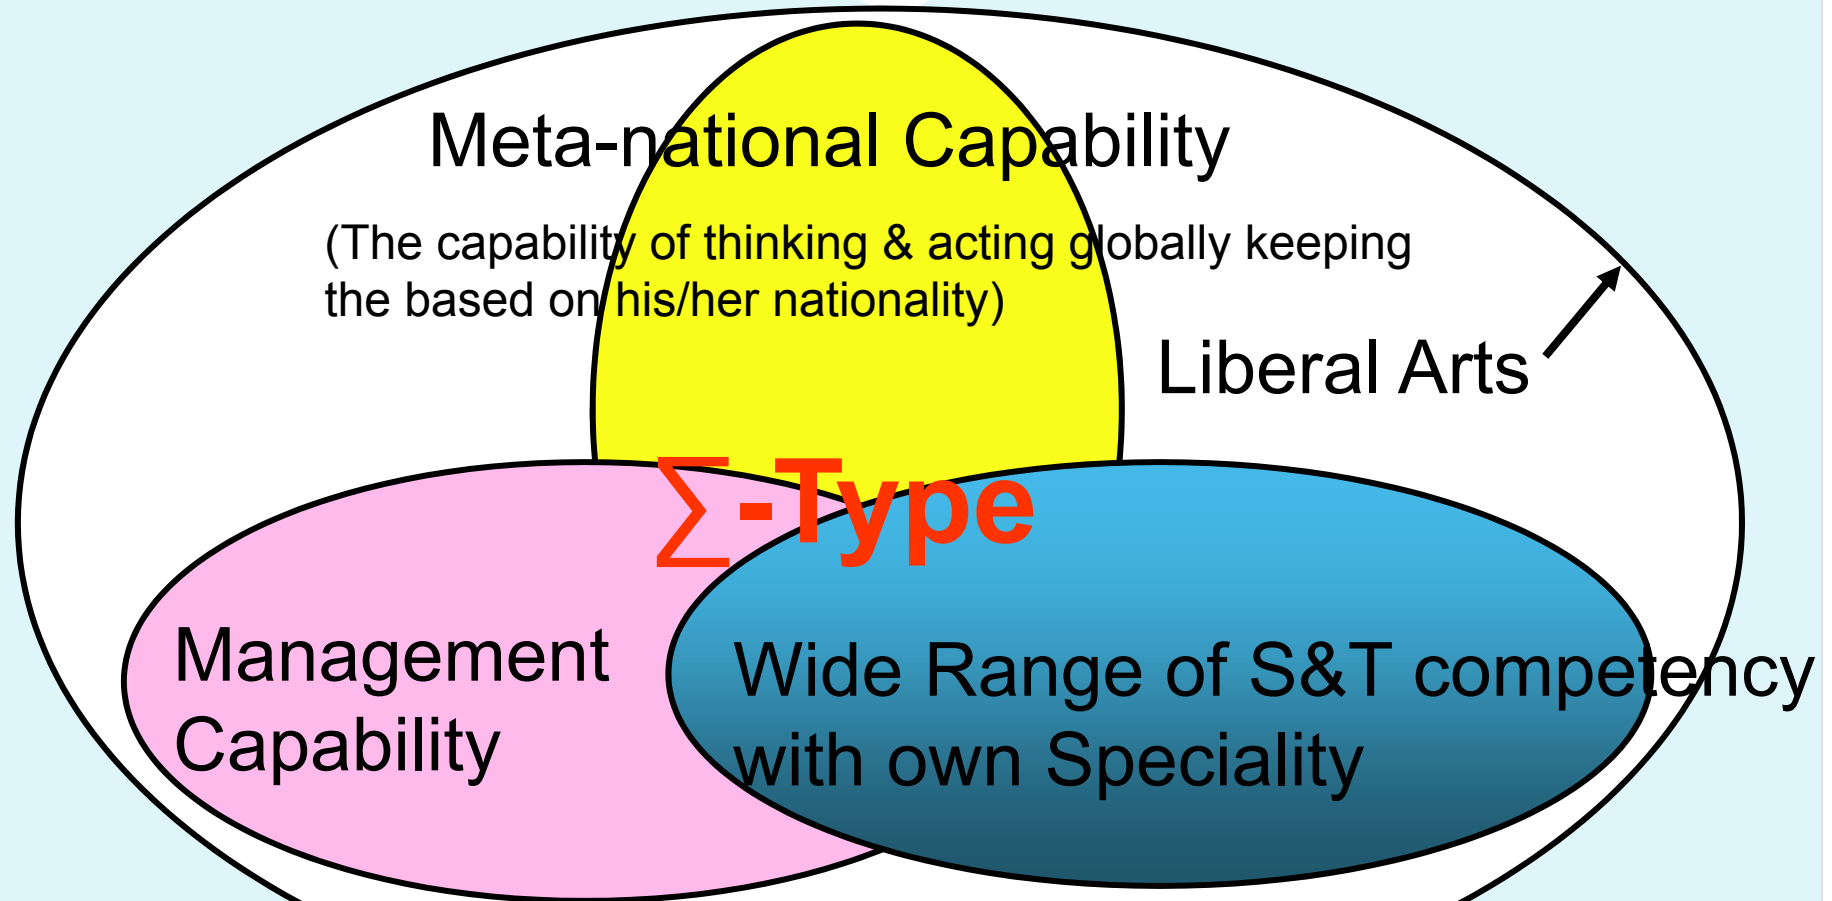 Meta-national Capability
(The capability of thinking & acting globally keeping
the based on his/her nationality)
Liberal Arts
∑-Type
Management
Capability
Wide Range of S&T competency
with own Speciality